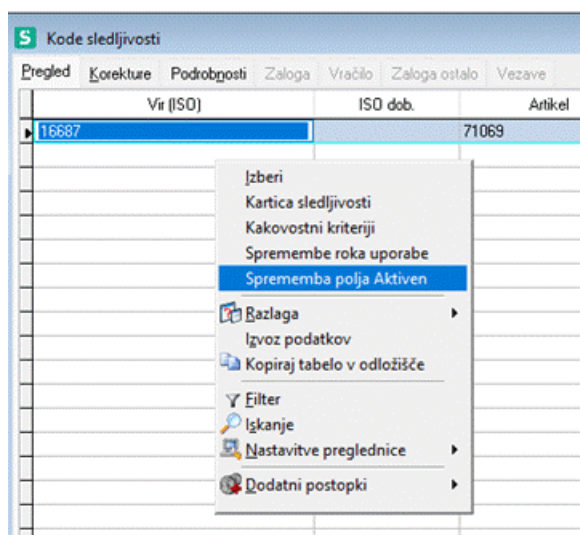 S Kode sledljivosti
Pregled Korekture Podrobnosti Zaloga Vračilo Zaloga ostalo Vezave
Vir (ISO) ISO dob. Artikel
16687 71069
Izberi
Kartica sledljivosti
Kakovostni kriteriji
Spremembe roka uporabe
Sprememba polja Aktiven
Razlaga
Izvoz podatkov
Kopiraj tabelo v odložišče
Filter
Iskanje
Nastavitve preglednice
Dodatni postopki